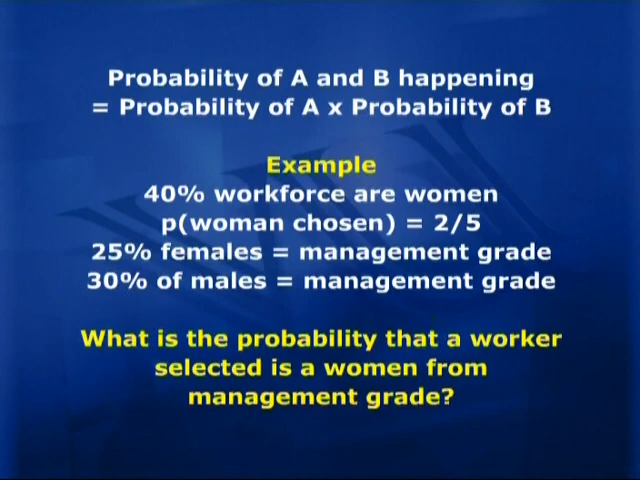 Probability of A and B happening
= Probability of A x Probability of B
Example
40% workforce are women
p(woman chosen) = 2/5
25% females = management grade
30% of males = management grade
What is the probability that a worker
selected is a women from
management grade?